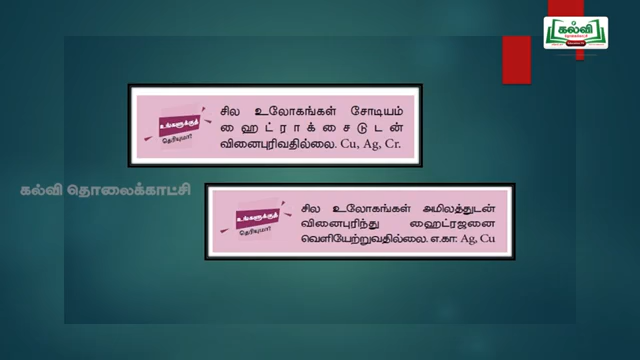 கல்வி
தொலைக்காட்சி
உங்களுக்குத்
தெரியுமா?
சில உலோகங்கள் சோடியம்
ஹைட்ராக்சைடுடன்
வினைபுரிவதில்லை. Cu, Ag, Cr.
கல்வி தொலைக்காட்சி
உங்களுக்குத்
தெரியுமா?
சில உலோகங்கள் அமிலத்துடன்
வினைபுரிந்து ஹைட்ரஜனை
வெளியேற்றுவதில்லை. எ.கா: Ag, Cu